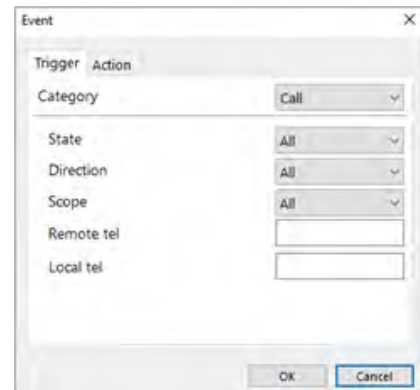 Event
Trigger Action
Category Call
State All
Direction All
Scope All
Remote tel
Local tel
OK Cancel